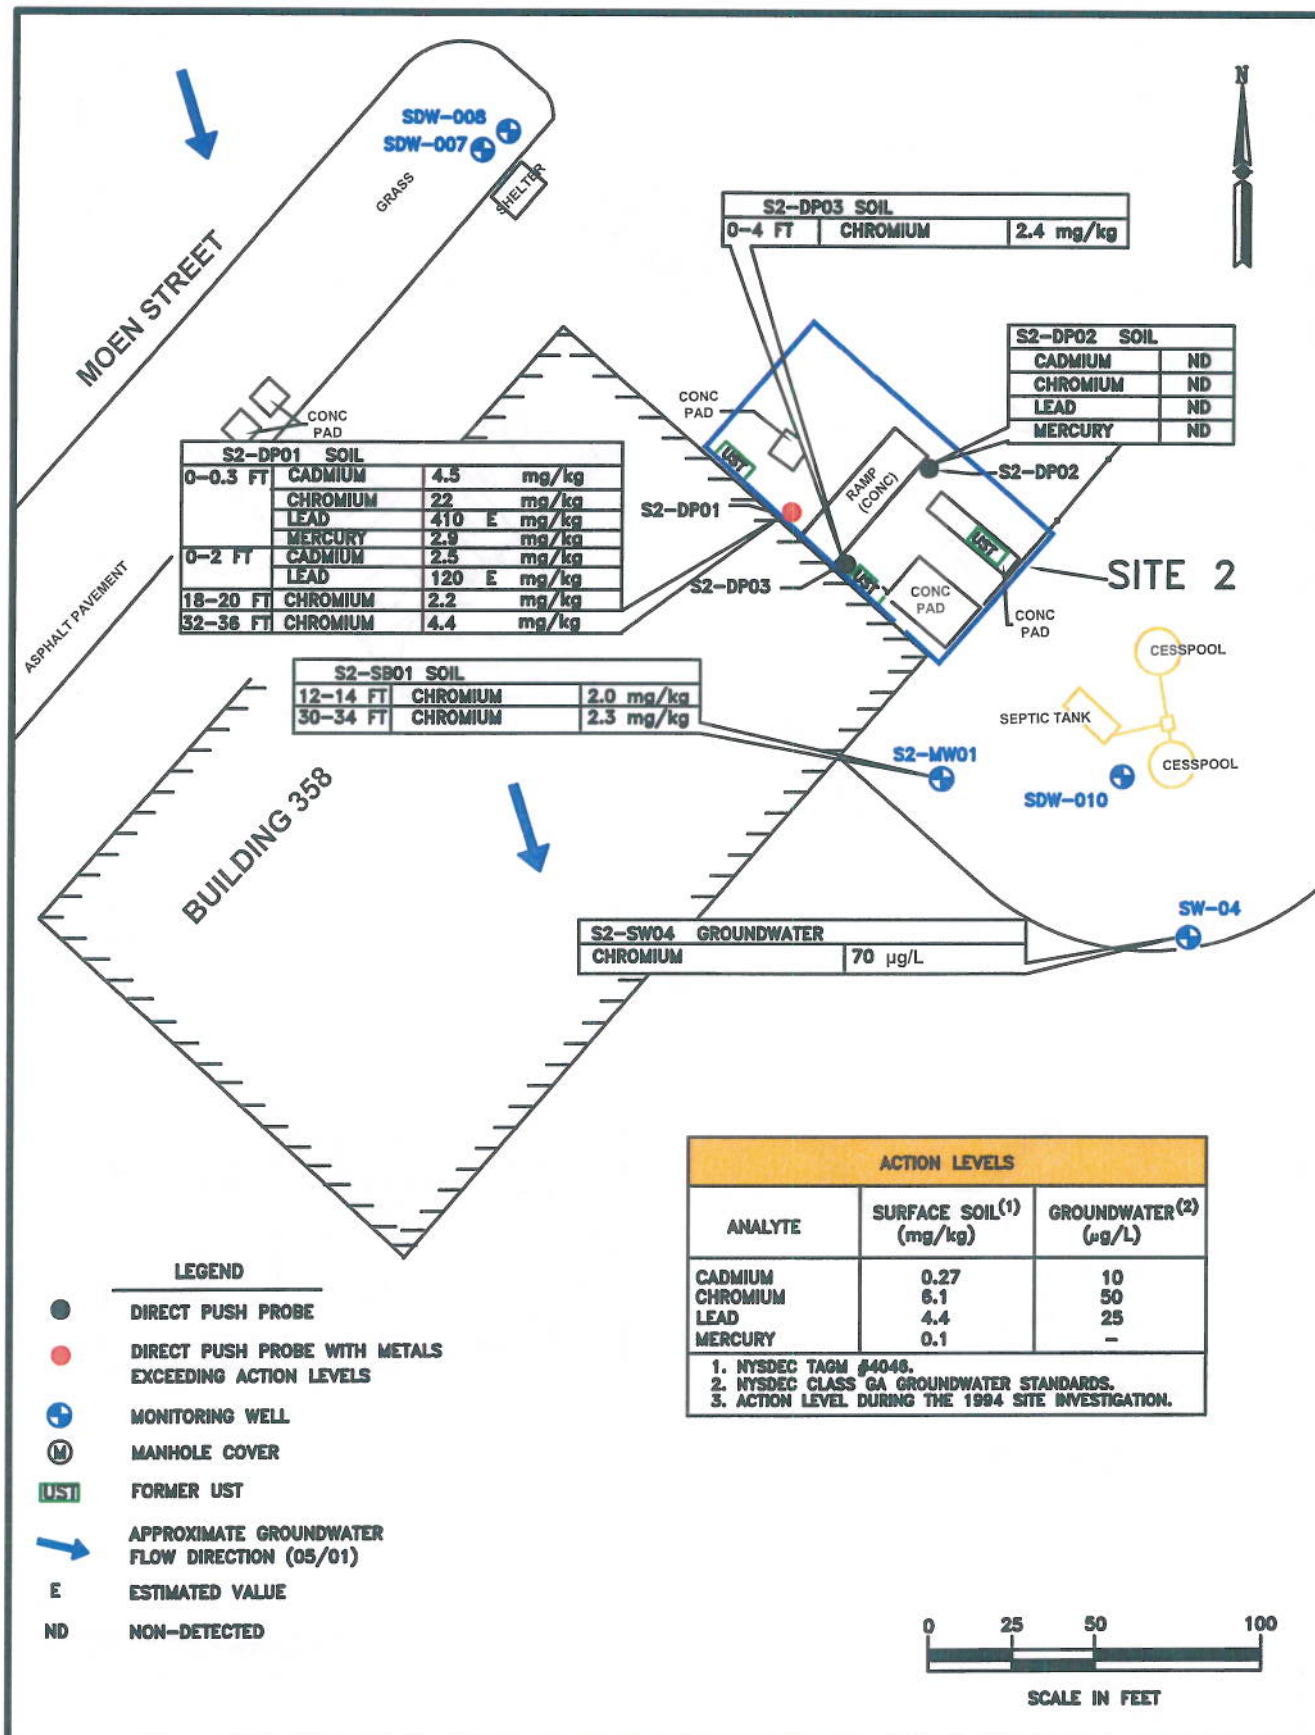 N
SDW-008
SDW-007
GRASS
SHELTER
MOEN STREET
S2-DP03 SOIL
0-4 FT CHROMIUM 2.4 mg/kg
S2-DP02 SOIL
CADMIUM ND
CHROMIUM ND
LEAD ND
MERCURY ND
CONC
PAD
CONC
PAD
S2-DP01 SOIL
0-0.3 FT CADMIUM 4.5 mg/kg
CHROMIUM 22 mg/kg
LEAD 410 E mg/kg
MERCURY 2.9 mg/kg
0-2 FT CADMIUM 2.5 mg/kg
LEAD 120 E mg/kg
18-20 FT CHROMIUM 2.2 mg/kg
32-36 FT CHROMIUM 4.4 mg/kg
UST
RAMP
(CONC)
S2-DP02
S2-DP01
UST
S2-DP03
UST
CONC
PAD
SITE 2
CONC
PAD
ASPHALT PAVEMENT
CESSPOOL
S2-SB01 SOIL
12-14 FT CHROMIUM 2.0 mg/kg
30-34 FT CHROMIUM 2.3 mg/kg
SEPTIC TANK
S2-MW01
CESSPOOL
SDW-010
BUILDING 358
SW-04
S2-SW04 GROUNDWATER
CHROMIUM 70 µg/L
ACTION LEVELS
ANALYTE SURFACE SOIL(1) (mg/kg) GROUNDWATER(2) (µg/L)
CADMIUM 0.27 10
CHROMIUM 6.1 50
LEAD 4.4 25
MERCURY 0.1 -
1. NYSDEC TAGM #4046.
2. NYSDEC CLASS GA GROUNDWATER STANDARDS.
3. ACTION LEVEL DURING THE 1994 SITE INVESTIGATION.
LEGEND
DIRECT PUSH PROBE
DIRECT PUSH PROBE WITH METALS
EXCEEDING ACTION LEVELS
MONITORING WELL
M MANHOLE COVER
UST FORMER UST
APPROXIMATE GROUNDWATER
FLOW DIRECTION (05/01)
E ESTIMATED VALUE
ND NON-DETECTED
0 25 50 100
SCALE IN FEET